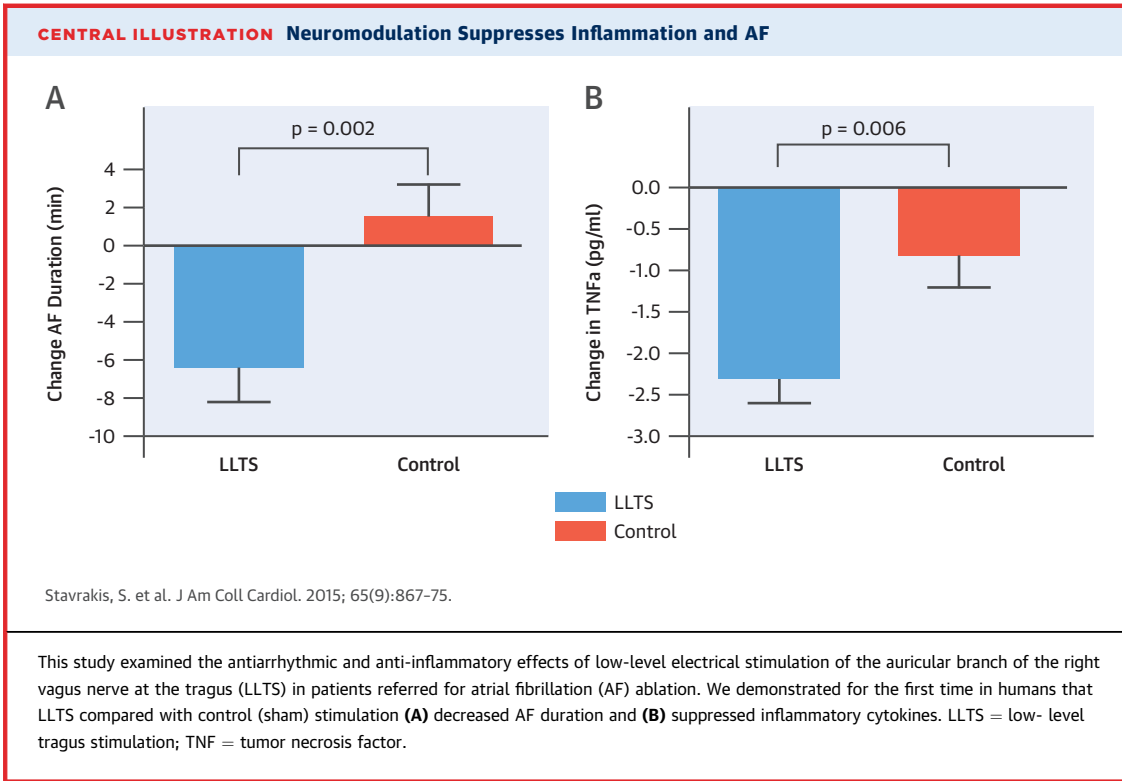 CENTRAL ILLUSTRATION Neuromodulation Suppresses Inflammation and AF
A
p = 0.002
Change AF Duration (min)
4
2
0
-2
-4
-6
-8
-10
LLTS
Control
B
p = 0.006
Change in TNFa (pg/ml)
0.0
-0.5
-1.0
-1.5
-2.0
-2.5
-3.0
LLTS
Control
LLTS
Control
Stavrakis, S. et al. J Am Coll Cardiol. 2015; 65(9):867-75.
This study examined the antiarrhythmic and anti-inflammatory effects of low-level electrical stimulation of the auricular branch of the right
vagus nerve at the tragus (LLTS) in patients referred for atrial fibrillation (AF) ablation. We demonstrated for the first time in humans that
LLTS compared with control (sham) stimulation (A) decreased AF duration and (B) suppressed inflammatory cytokines. LLTS = low- level
tragus stimulation; TNF = tumor necrosis factor.